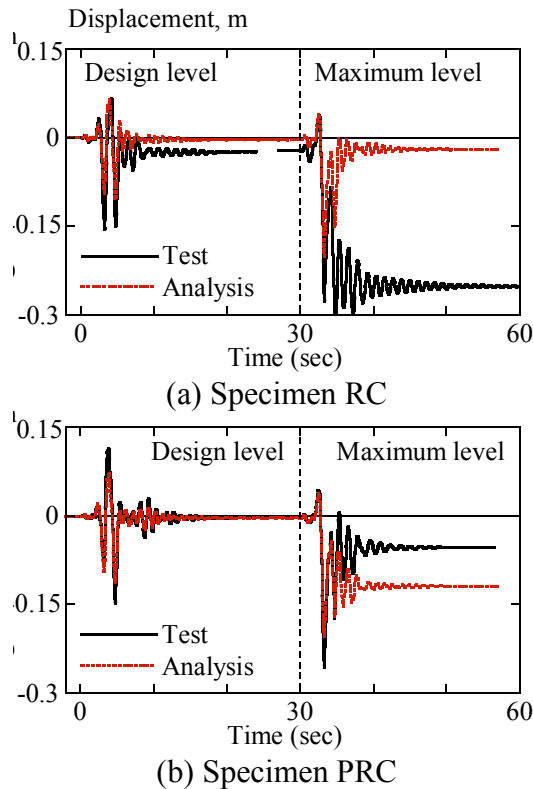 Displacement, m
0.15
Design level
Maximum level
0
-0.15
Test
Analysis
-0.3
0
30
60
Time (sec)
(a) Specimen RC
0.15
Design level
Maximum level
0
-0.15
Test
Analysis
-0.3
0
30
60
Time (sec)
(b) Specimen PRC